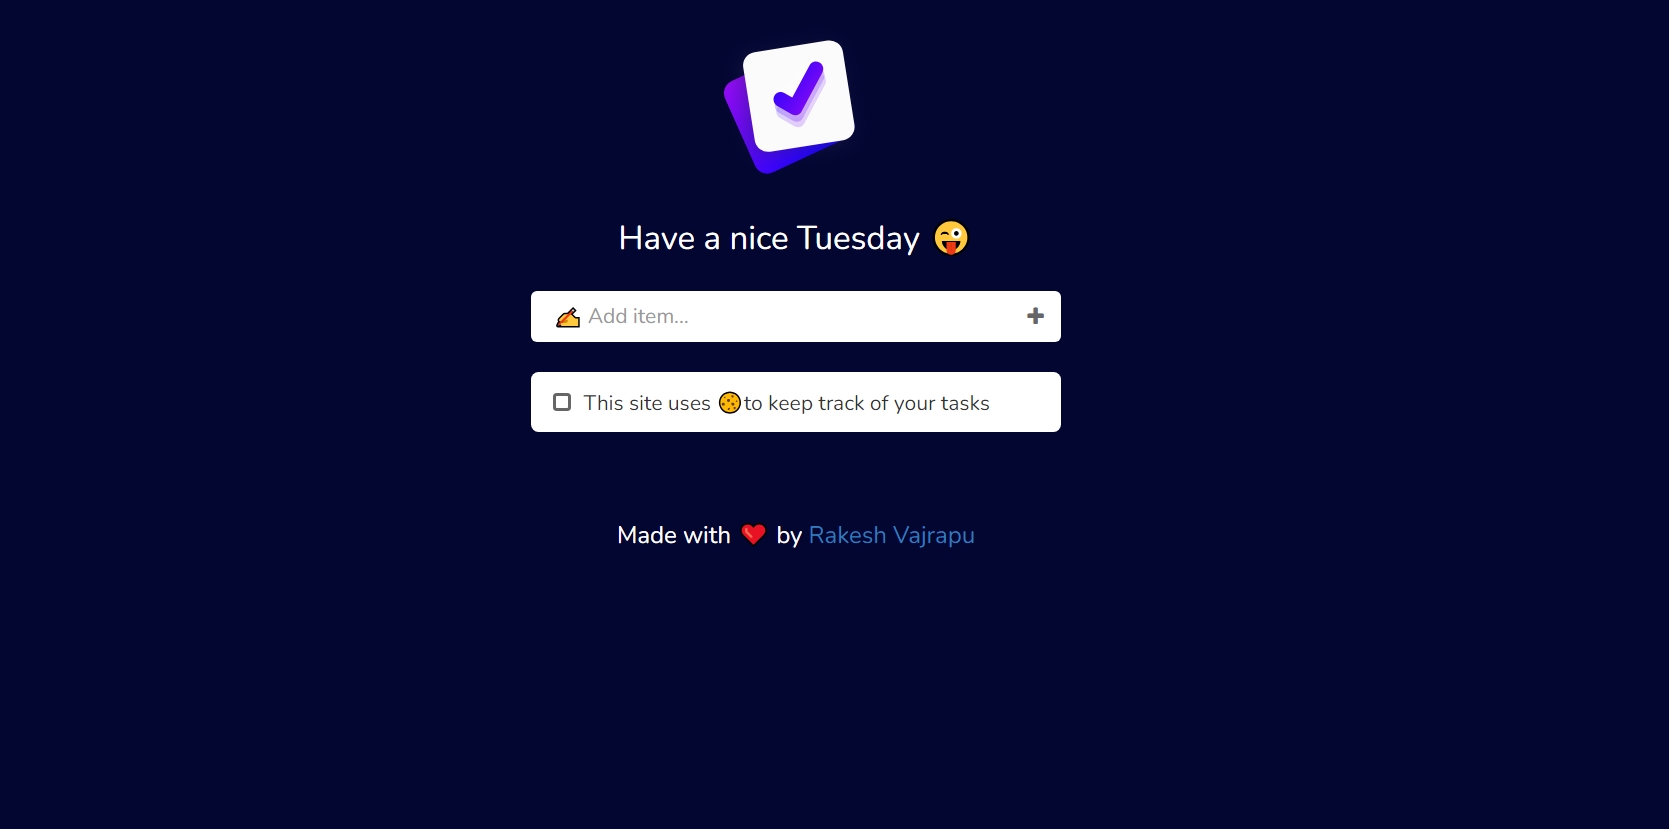 Have a nice Tuesday 😜
✍ Add item...
This site uses 🍪to keep track of your tasks
Made with ❤ by Rakesh Vajrapu